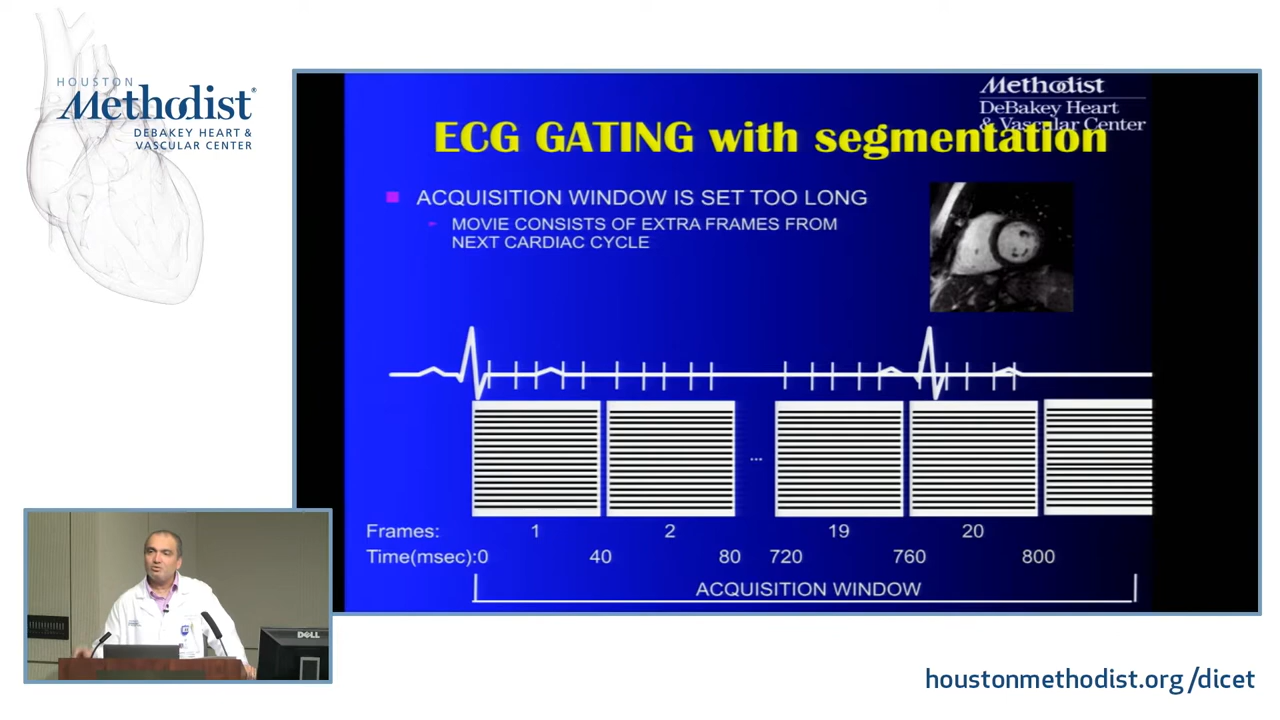 HOUSTON
Methodist®
DEBAKEY HEART &
VASCULAR CENTER
Methodist
DeBakey Heart
& Vascular Center
ECG GATING with segmentation
ACQUISITION WINDOW IS SET TOO LONG
MOVIE CONSISTS OF EXTRA FRAMES FROM
NEXT CARDIAC CYCLE
...
Frames: 1 2 19 20
Time(msec):0 40 80 720 760 800
ACQUISITION WINDOW
DELL
houstonmethodist.org/dicet